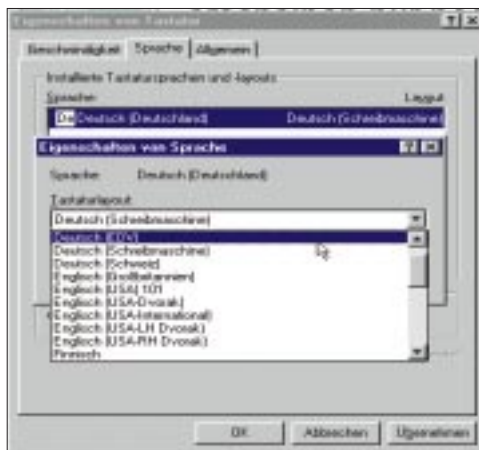 Eigenschaften von Tastatur
Geschwindigkeit Sprache Allgemein
Installierte Tastatursprachen und -layouts
Sprache: Layout
De Deutsch (Deutschland) Deutsch (Schreibmaschine)
Eigenschaften von Sprache
Sprache: Deutsch (Deutschland)
Tastaturlayout:
Deutsch (Schreibmaschine)
Deutsch (EDV)
Deutsch (Schreibmaschine)
Deutsch (Schweiz)
Englisch (Großbritannien)
Englisch (USA) 101
Englisch (USA-Dvorak)
Englisch (USA-International)
Englisch (USA-LH Dvorak)
Englisch (USA-RH Dvorak)
Finnisch
OK Abbrechen Übernehmen